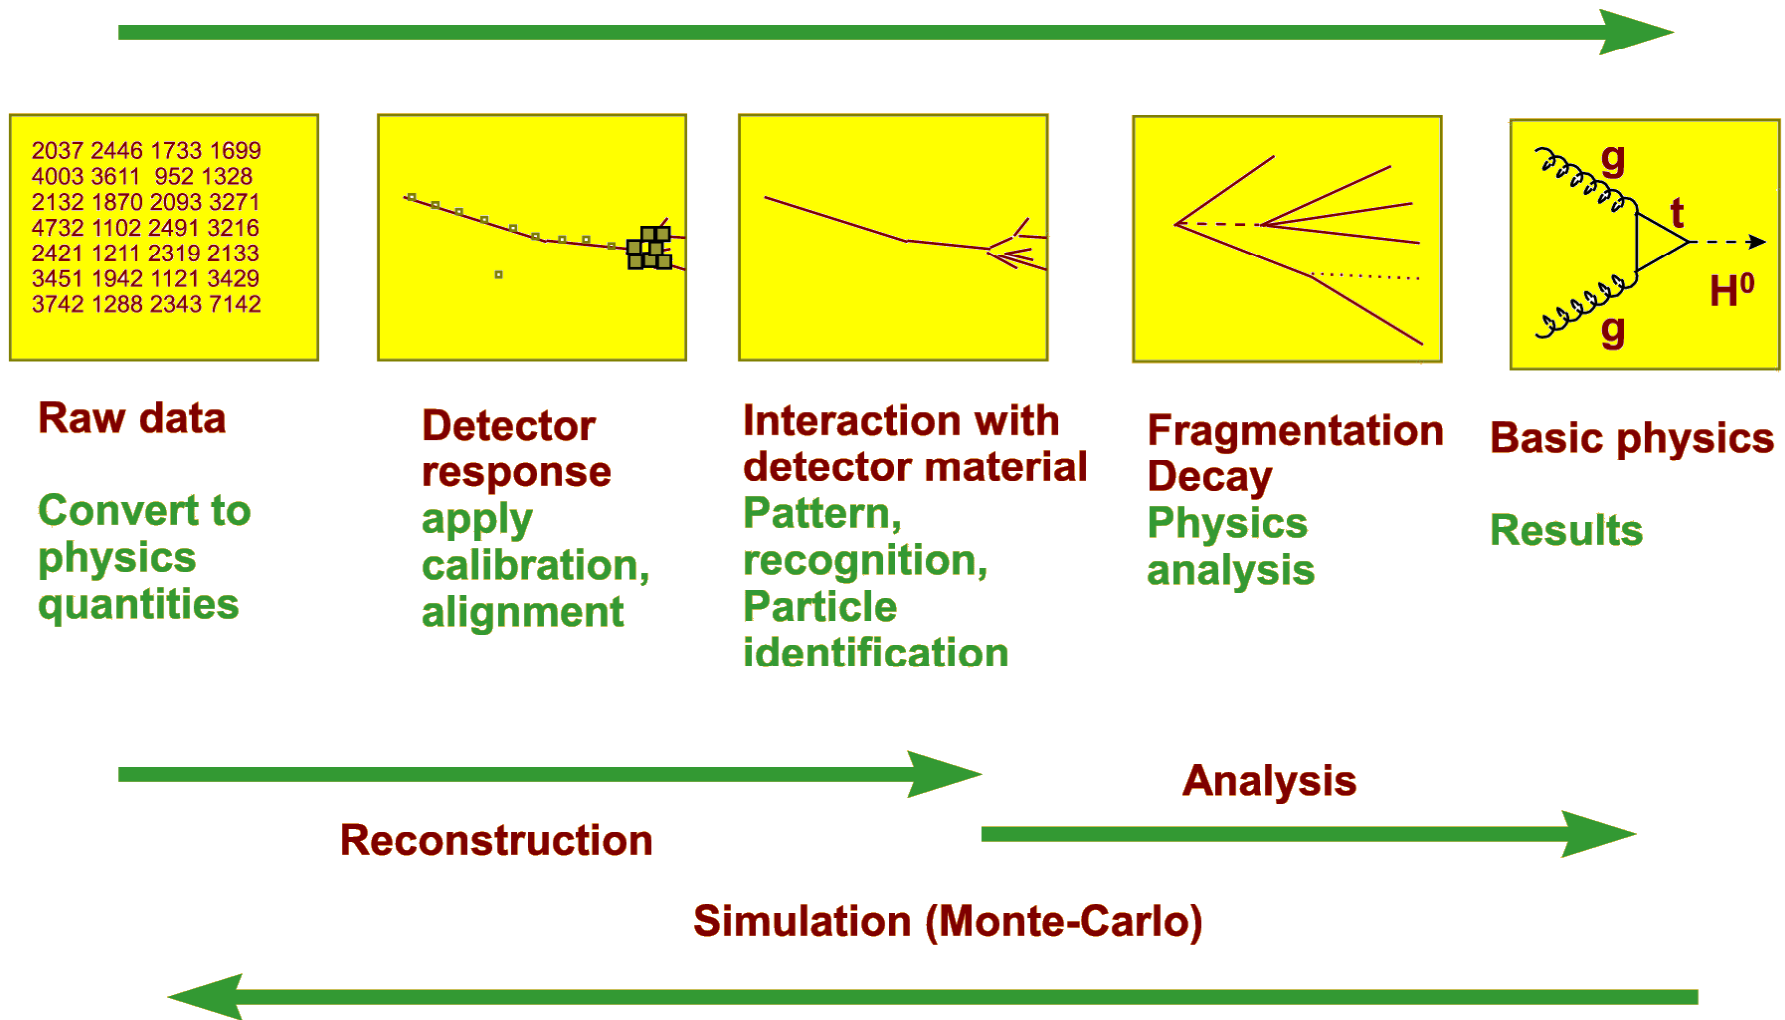 2037 2446 1733 1699
4003 3611 952 1328
2132 1870 2093 3271
4732 1102 2491 3216
2421 1211 2319 2133
3451 1942 1121 3429
3742 1288 2343 7142
g
t
H⁰
g
Raw data
Convert to
physics
quantities
Detector
response
apply
calibration,
alignment
Interaction with
detector material
Pattern,
recognition,
Particle
identification
Fragmentation
Decay
Physics
analysis
Basic physics
Results
Reconstruction
Analysis
Simulation (Monte-Carlo)